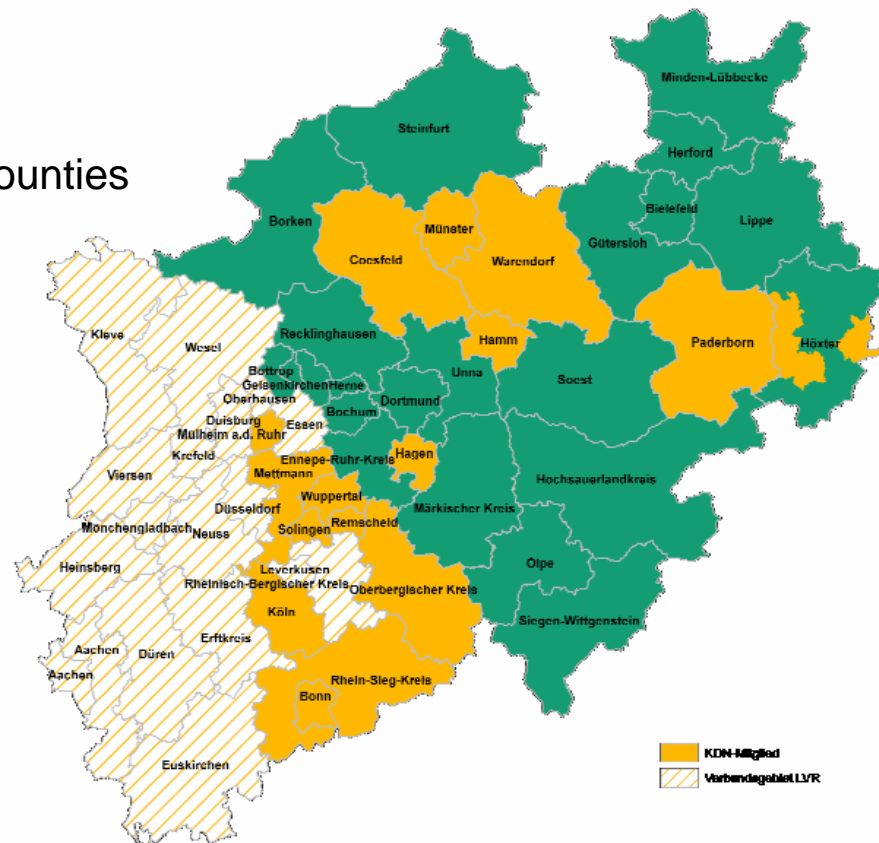 ounties
Minden-Lübbecke
Steinfurt
Herford
Bielefeld
Lippe
Borken
Münster
Gütersloh
Coesfeld
Warendorf
Kleve
Wesel
Recklinghausen
Hamm
Paderborn
Höxter
Bottrop
Unna
Soest
Gelsenkirchen
Herne
Oberhausen
Dortmund
Bochum
Duisburg
Essen
Mülheim a.d. Ruhr
Krefeld
Ennepe-Ruhr-Kreis
Hagen
Viersen
Mettmann
Hochsauerlandkreis
Wuppertal
Düsseldorf
Märkischer Kreis
Mönchengladbach
Neuss
Solingen
Remscheid
Heinsberg
Leverkusen
Olpe
Rheinisch-Bergischer Kreis
Oberbergischer Kreis
Köln
Siegen-Wittgenstein
Erftkreis
Aachen
Düren
Aachen
Rhein-Sieg-Kreis
Bonn
Euskirchen
KDN-Mitglied
Verbandsgebiet LVR